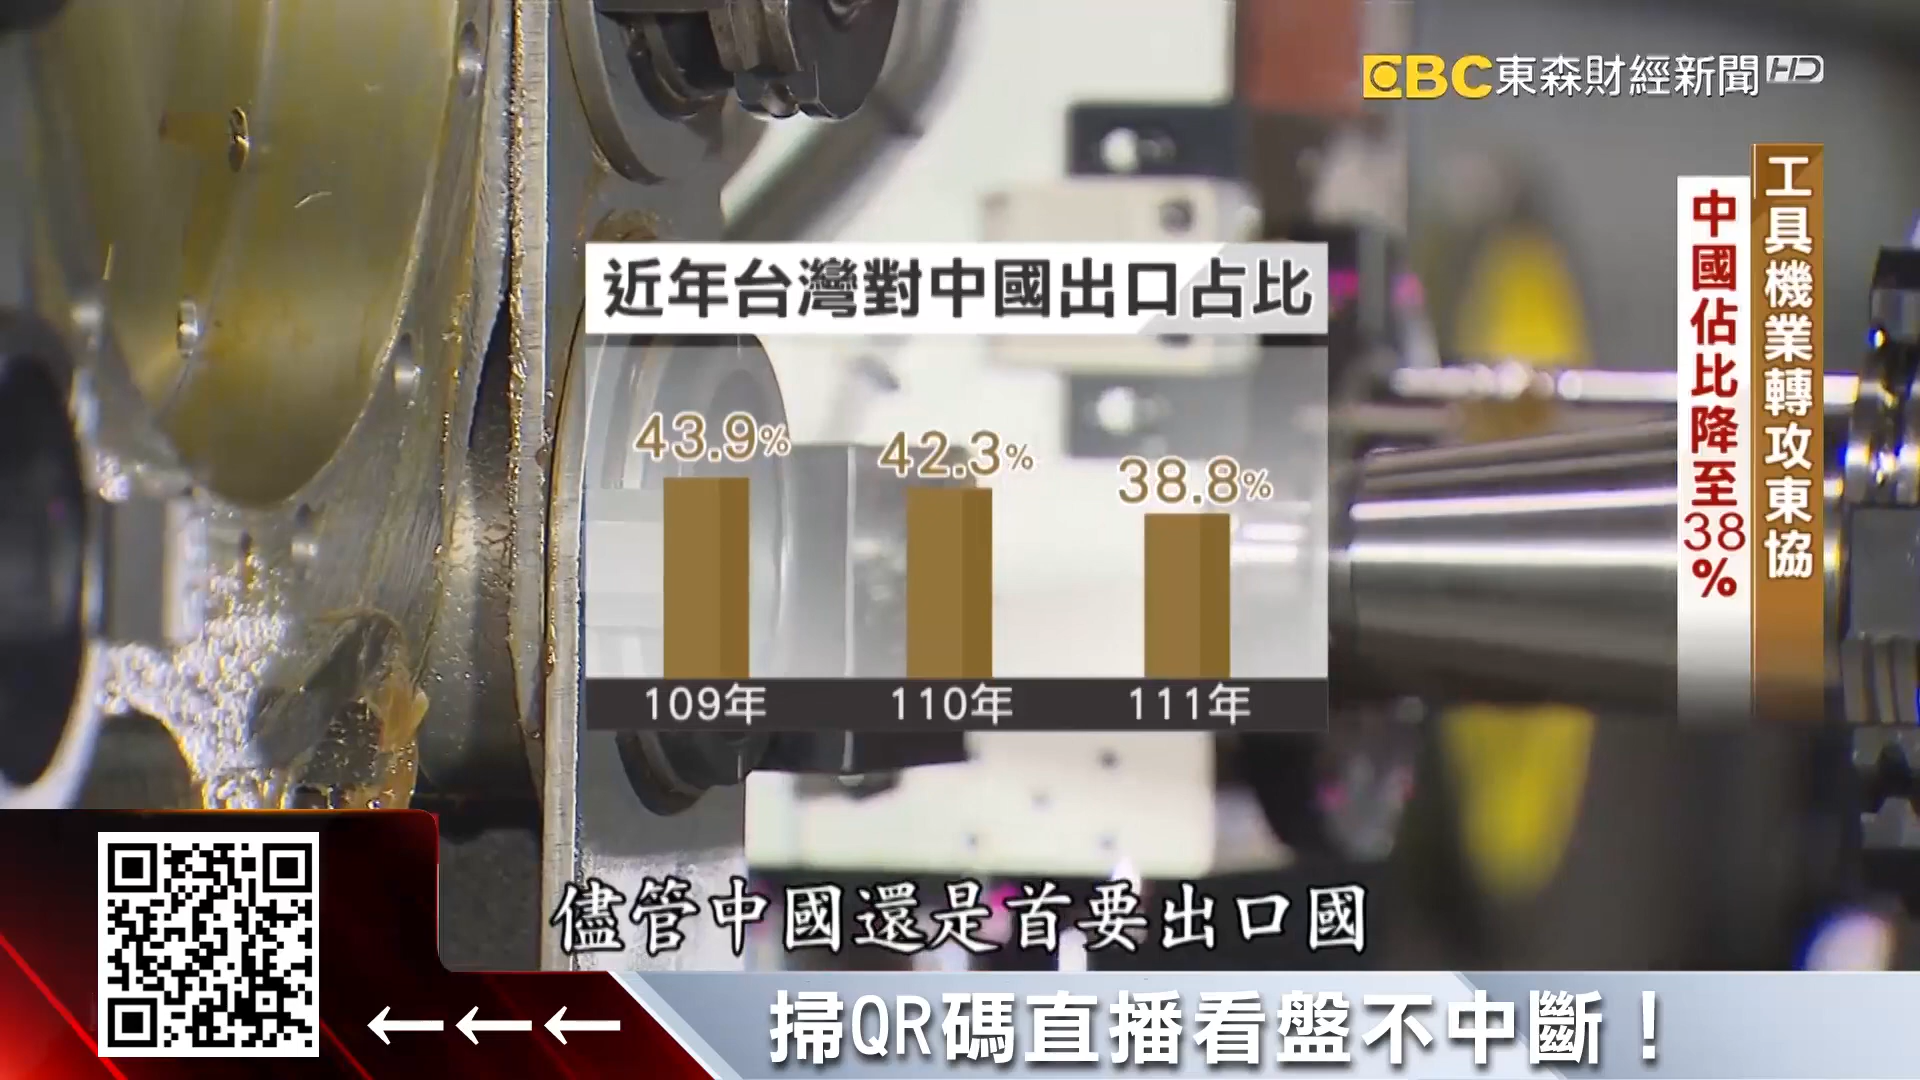 EBC東森財經新聞HD
工具機業轉攻東協
中國佔比降至38%
近年台灣對中國出口占比
43.9%
42.3%
38.8%
109年
110年
111年
儘管中國還是首要出口國
←←←
掃QR碼直播看盤不中斷！